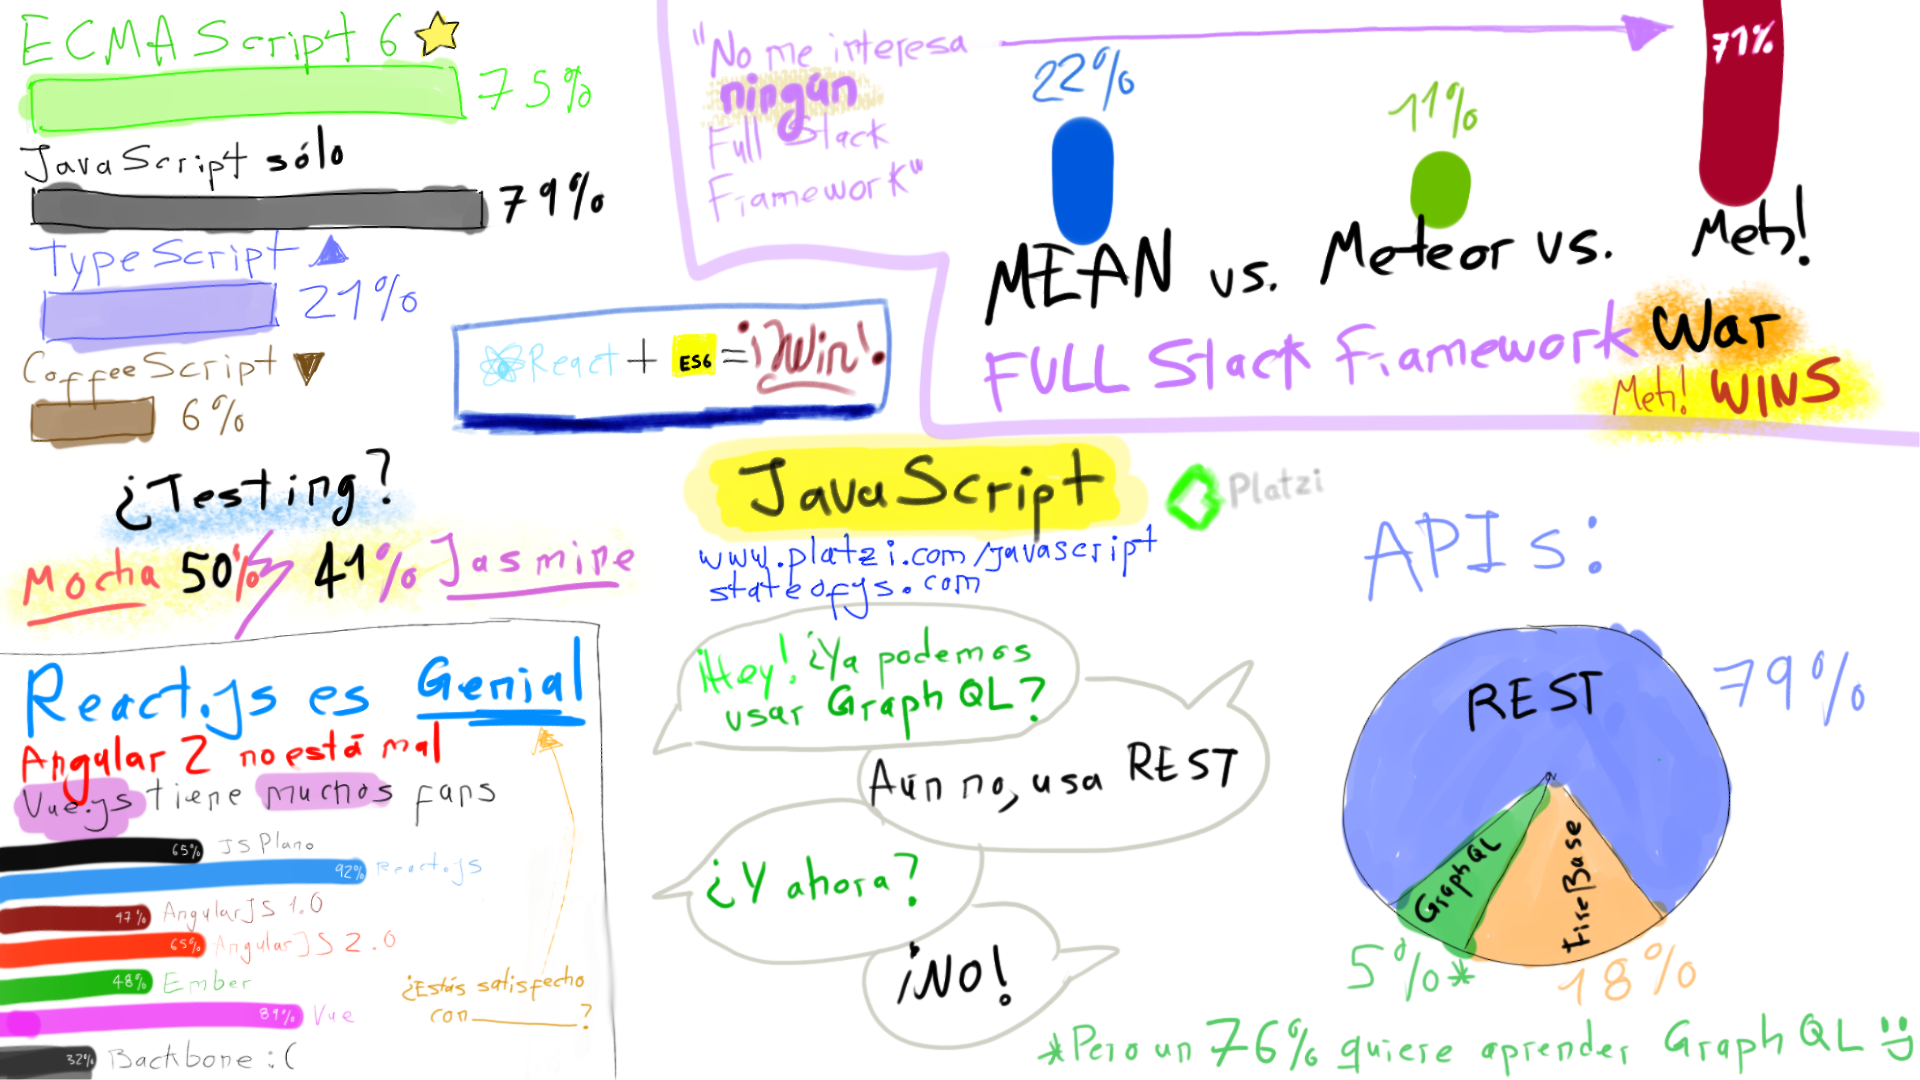 ECMAScript 6
75%
JavaScript sólo
79%
TypeScript
21%
CoffeeScript
6%
"No me interesa
ningún
Full Stack
Framework"
22%
11%
71%
MEAN vs. Meteor vs. Meh!
FULL Stack Framework War
Meh! WINS
React + ES6 = ¡Win!
¿Testing?
Mocha 50% 41% Jasmine
JavaScript
Platzi
www.platzi.com/javascript
stateofjs.com
React.js es Genial
Angular 2 no está mal
Vue.js tiene muchos fans
65% JS Plano
92% React.js
47% AngularJS 1.0
65% AngularJS 2.0
48% Ember
89% Vue
32% Backbone :(
¿Estás satisfecho
con ?
¡Hey! ¿Ya podemos
usar GraphQL?
Aún no, usa REST
¿Y ahora?
¡No!
APIs:
REST
79%
GraphQL
5%*
FireBase
18%
*Pero un 76% quiere aprender GraphQL